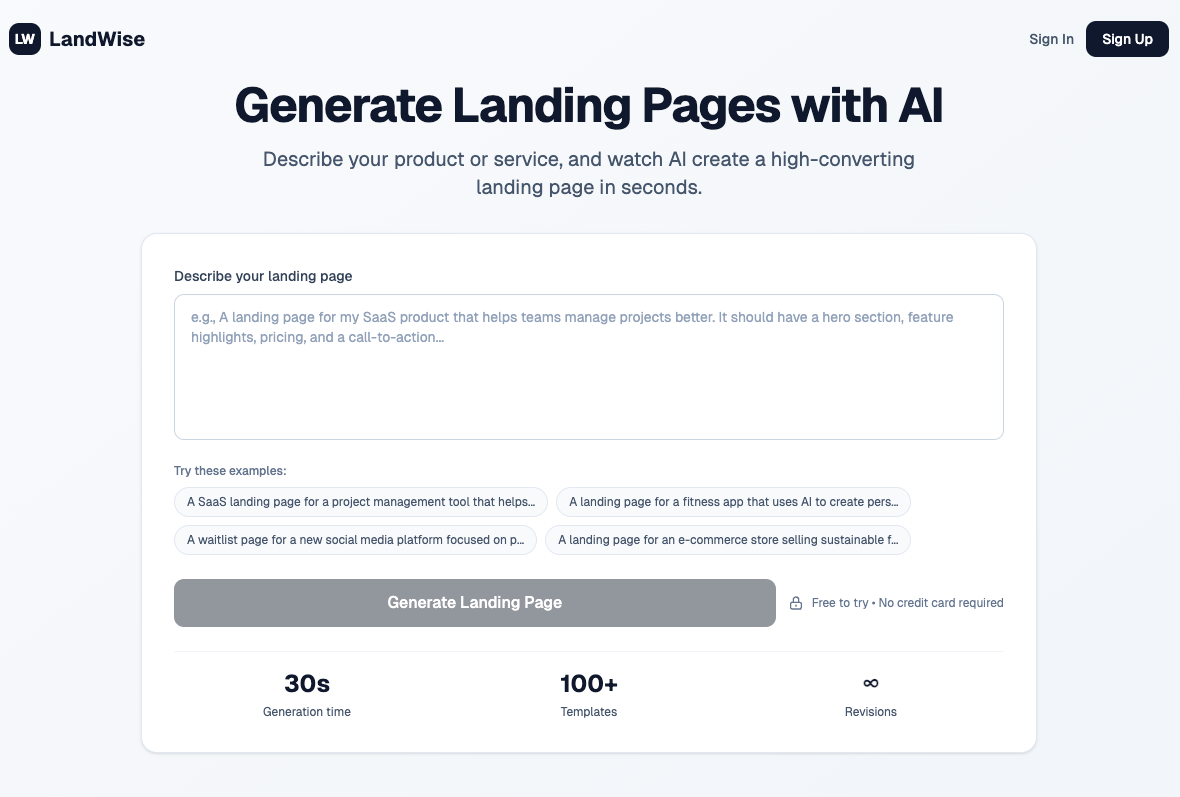 LW LandWise
Sign In
Sign Up
Generate Landing Pages with AI
Describe your product or service, and watch AI create a high-converting
landing page in seconds.
Describe your landing page
e.g., A landing page for my SaaS product that helps teams manage projects better. It should have a hero section, feature
highlights, pricing, and a call-to-action...
Try these examples:
A SaaS landing page for a project management tool that helps...
A landing page for a fitness app that uses AI to create pers...
A waitlist page for a new social media platform focused on p...
A landing page for an e-commerce store selling sustainable f...
Generate Landing Page
Free to try • No credit card required
30s
Generation time
100+
Templates
∞
Revisions